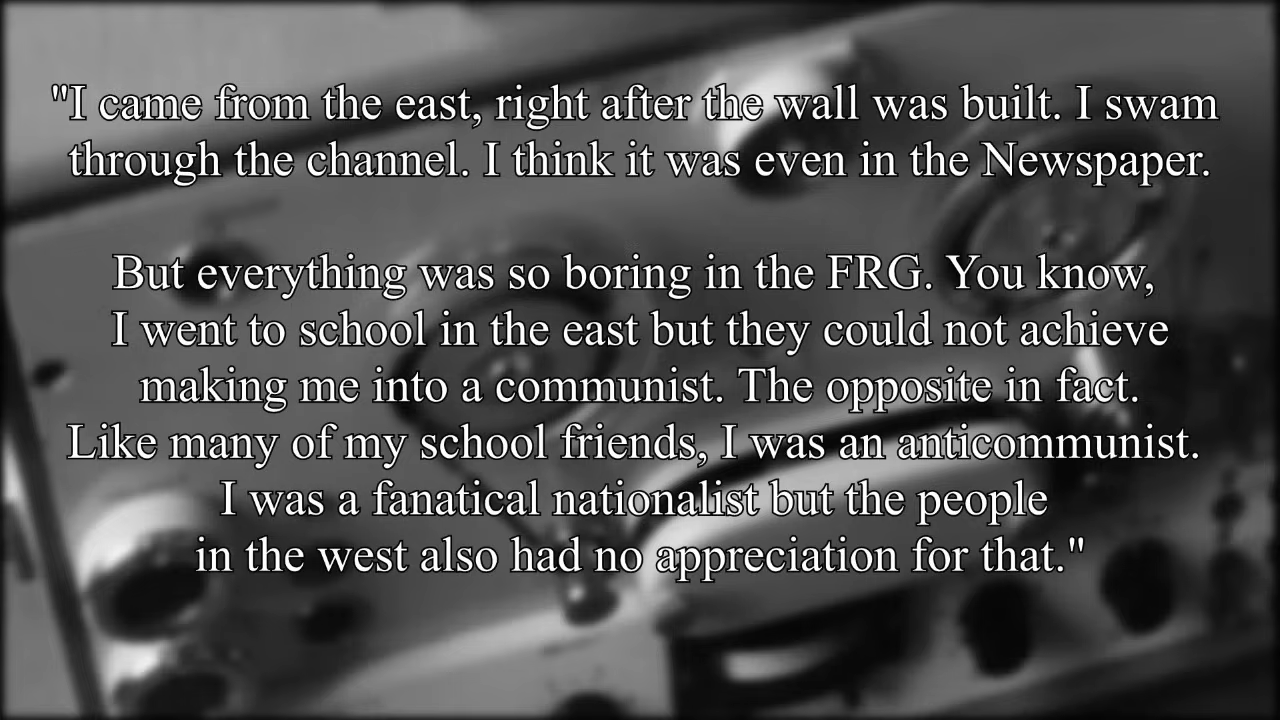 "I came from the east, right after the wall was built. I swam
through the channel. I think it was even in the Newspaper.
But everything was so boring in the FRG. You know,
I went to school in the east but they could not achieve
making me into a communist. The opposite in fact.
Like many of my school friends, I was an anticommunist.
I was a fanatical nationalist but the people
in the west also had no appreciation for that."